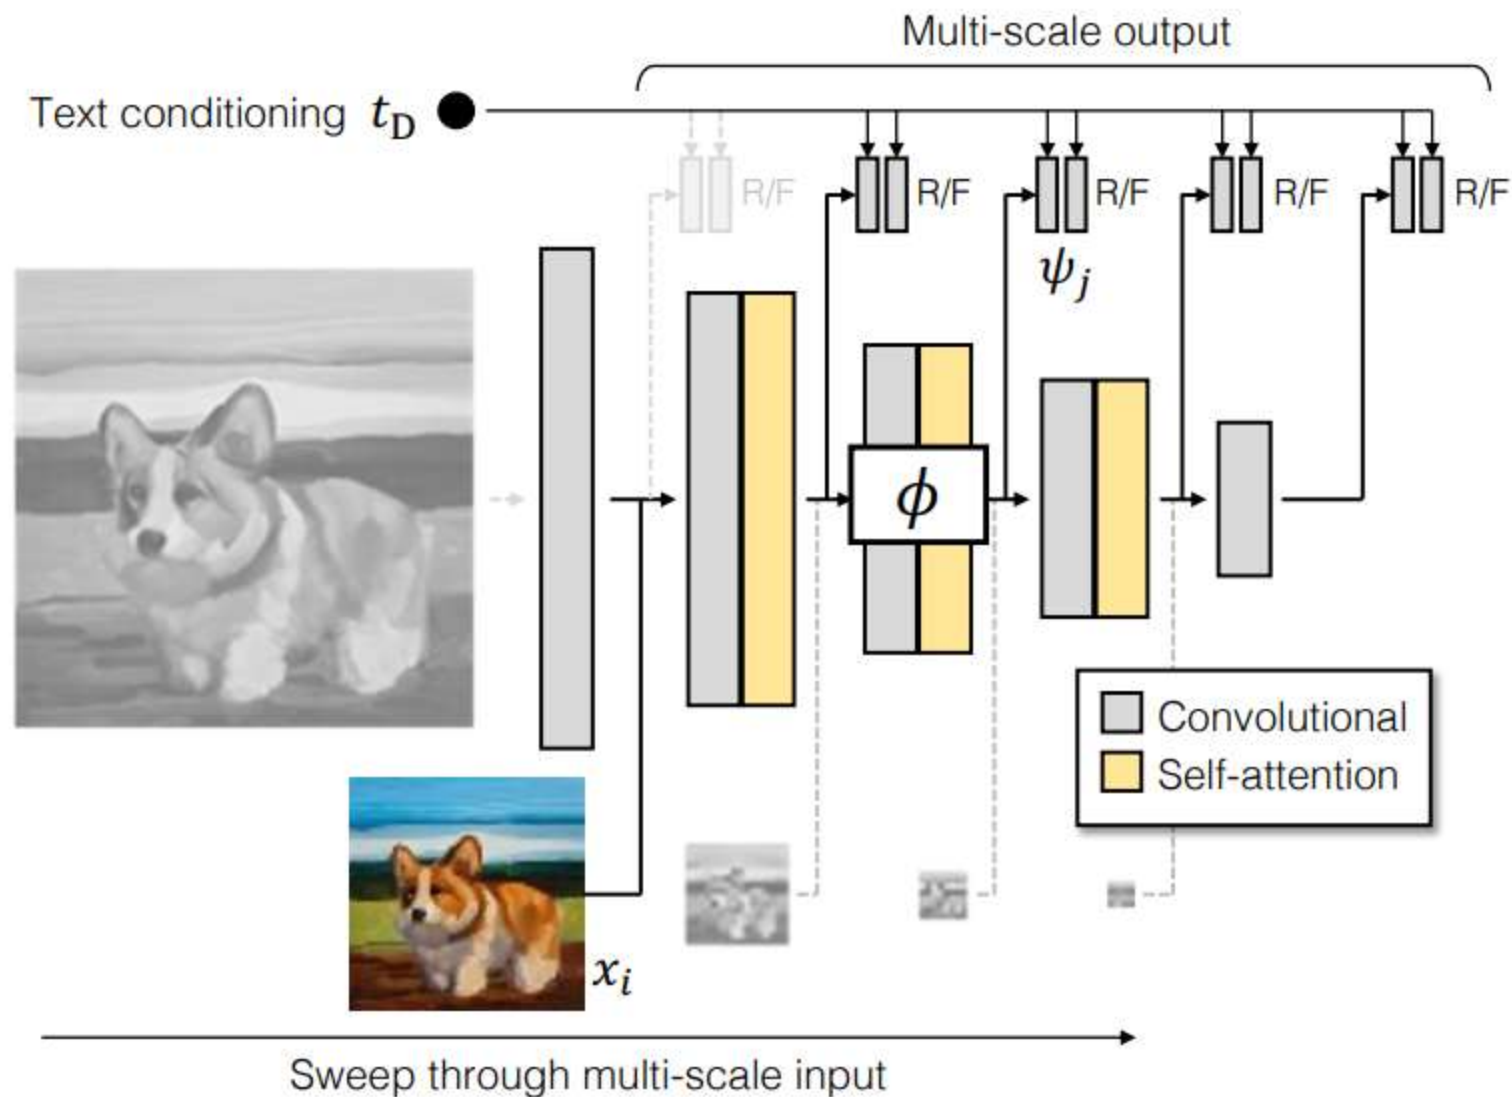 Multi-scale output
Text conditioning t_D
R/F R/F R/F R/F R/F
ψ_j
ϕ
Convolutional
Self-attention
x_i
Sweep through multi-scale input